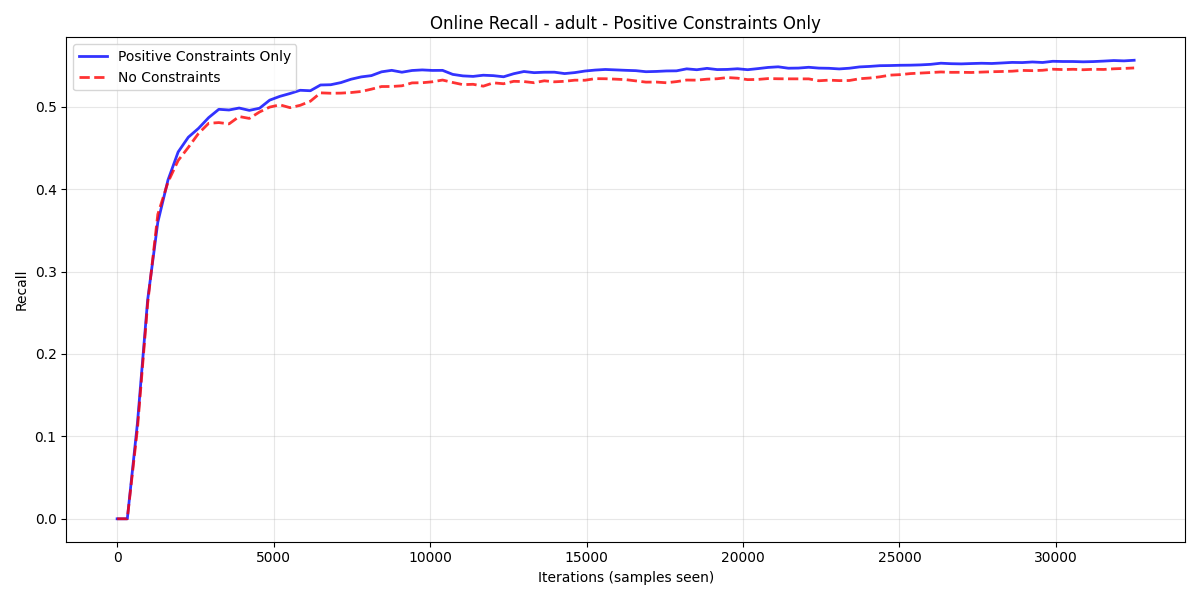 Online Recall - adult - Positive Constraints Only
Positive Constraints Only
No Constraints
Recall
0.5
0.4
0.3
0.2
0.1
0.0
0 5000 10000 15000 20000 25000 30000
Iterations (samples seen)